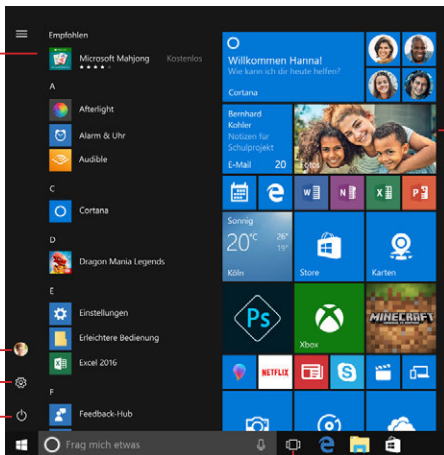 Empfohlen
Microsoft Mahjong Kostenlos
A
Afterlight
Alarm & Uhr
Audible
C
Cortana
D
Dragon Mania Legends
E
Einstellungen
Erleichtere Bedienung
Excel 2016
F
Feedback-Hub
Frag mich etwas
Willkommen Hanna!
Wie kann ich dir heute helfen?
Cortana
Bernhard
Kohler
Notizen für
Schulprojekt
E-Mail 20
Fotos
W
N
X
P
Sonnig
20°C 26°
19°
Köln
Store
Karten
Ps
Xbox
MINECRAFT
NETFLIX
S